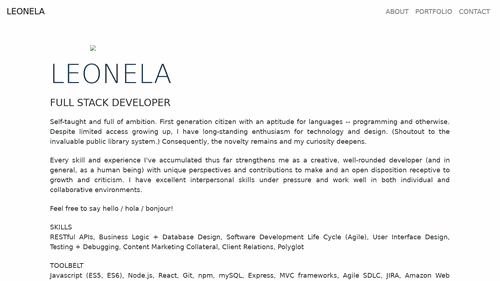 LEONELA
ABOUT PORTFOLIO CONTACT
LEONELA
FULL STACK DEVELOPER
Self-taught and full of ambition. First generation citizen with an aptitude for languages -- programming and otherwise.
Despite limited access growing up, I have long-standing enthusiasm for technology and design. (Shoutout to the
invaluable public library system.) Consequently, the novelty remains and my curiosity deepens.
Every skill and experience I've accumulated thus far strengthens me as a creative, well-rounded developer (and in
general, as a human being) with unique perspectives and contributions to make and an open disposition receptive to
growth and criticism. I have excellent interpersonal skills under pressure and work well in both individual and
collaborative environments.
Feel free to say hello / hola / bonjour!
SKILLS
RESTful APIs, Business Logic + Database Design, Software Development Life Cycle (Agile), User Interface Design,
Testing + Debugging, Content Marketing Collateral, Client Relations, Polyglot
TOOLBELT
Javascript (ES5, ES6), Node.js, React, Git, npm, mySQL, Express, MVC frameworks, Agile SDLC, JIRA, Amazon Web